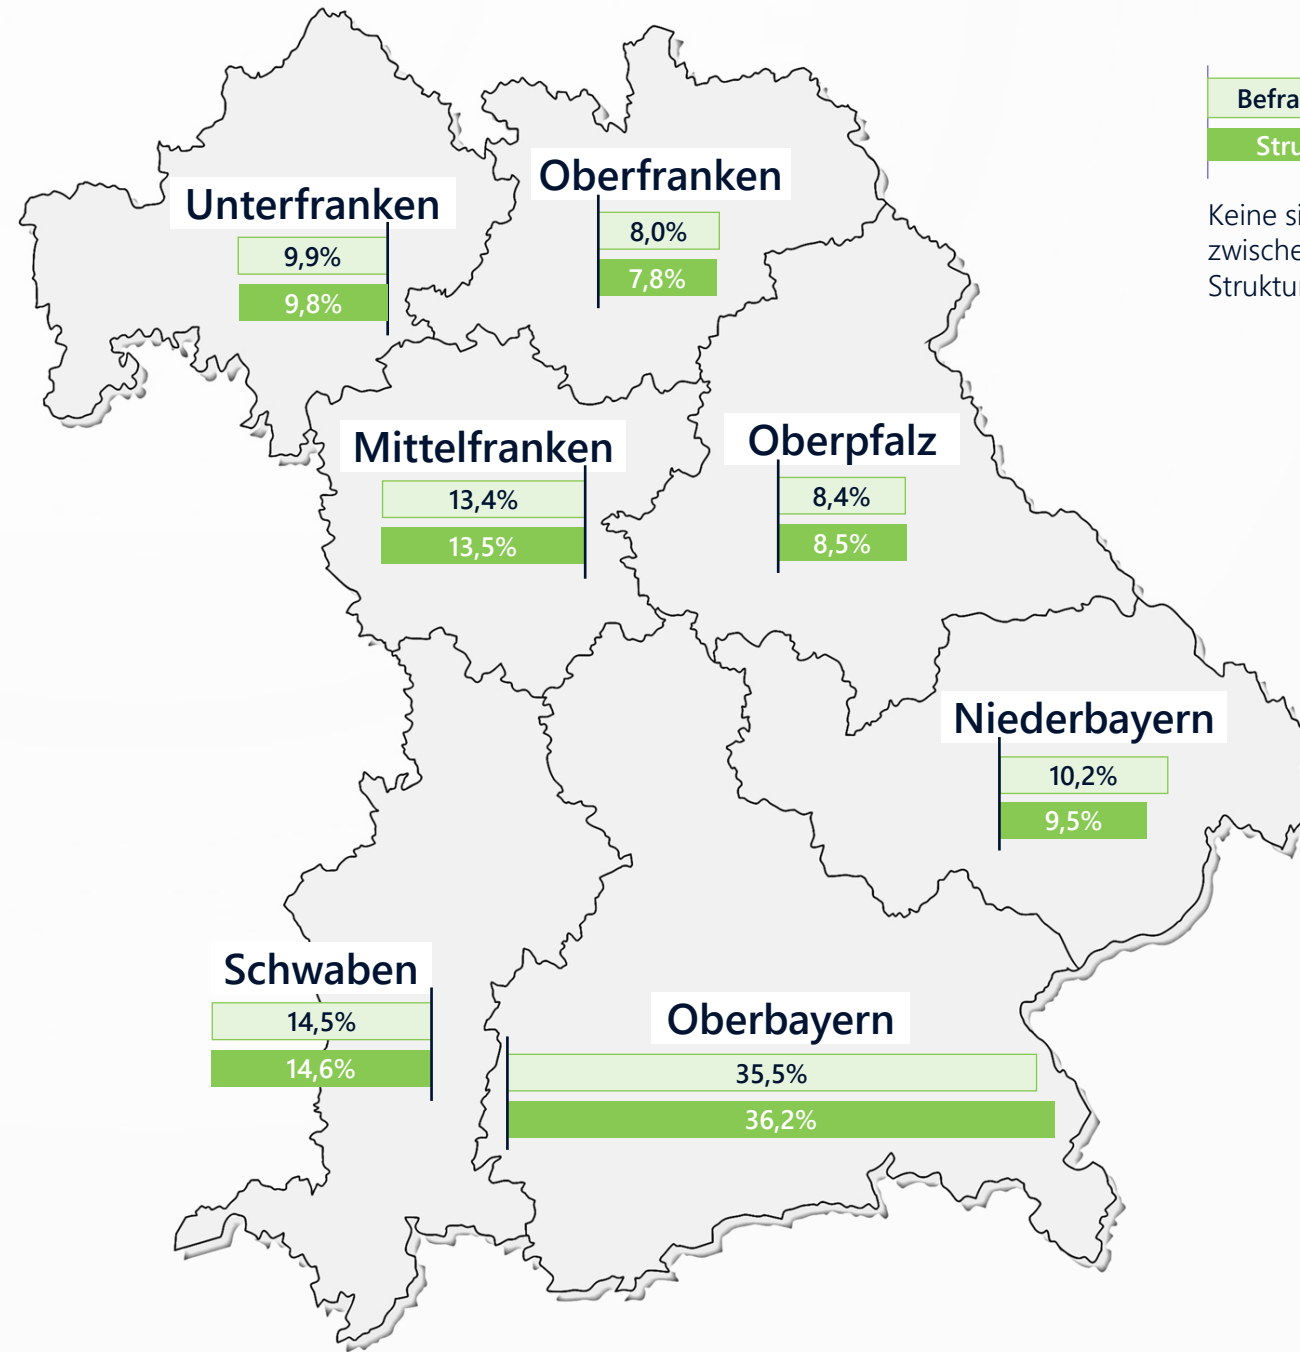 Oberfranken
8,0%
7,8%
Unterfranken
9,9%
9,8%
Keine
Mittelfranken
13,4%
13,5%
Oberpfalz
8,4%
8,5%
Niederbayern
10,2%
9,5%
Schwaben
14,5%
14,6%
Oberbayern
35,5%
36,2%